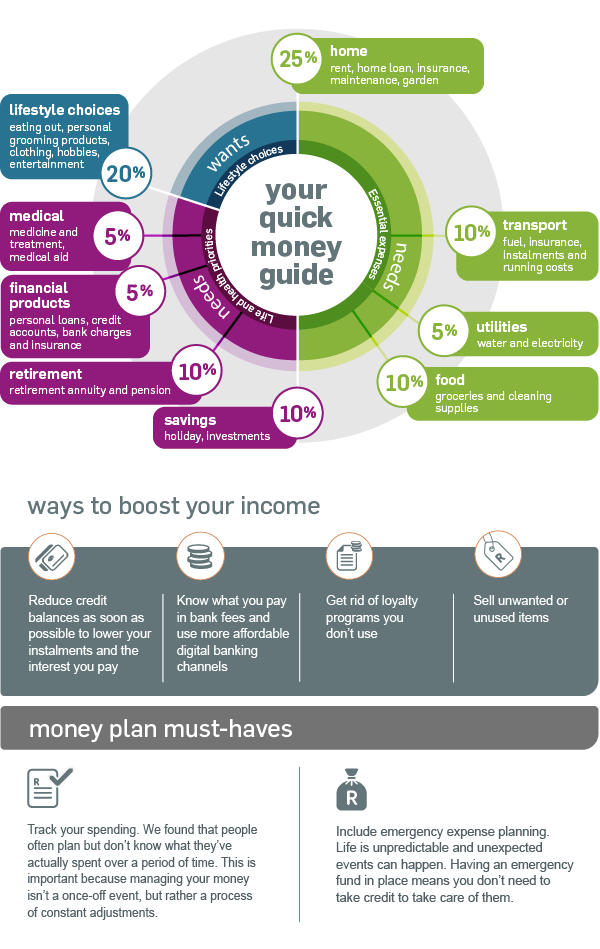 25%
home
rent, home loan, insurance,
maintenance, garden
lifestyle choices
eating out, personal
grooming products,
clothing, hobbies,
entertainment
20%
wants
Lifestyle choices
your
quick
money
guide
Essential expenses
needs
Life and health priorities
needs
medical
medicine and
treatment,
medical aid
5%
10%
transport
fuel, insurance,
instalments and
running costs
financial
products
personal loans, credit
accounts, bank charges
and insurance
5%
5%
utilities
water and electricity
retirement
retirement annuity and pension
10%
10%
food
groceries and cleaning
supplies
savings
holiday, investments
10%
ways to boost your income
R
Reduce credit
balances as soon as
possible to lower your
instalments and the
interest you pay
Know what you pay
in bank fees and
use more affordable
digital banking
channels
Get rid of loyalty
programs you
don't use
Sell unwanted or
unused items
money plan must-haves
R
Track your spending. We found that people
often plan but don't know what they've
actually spent over a period of time. This is
important because managing your money
isn't a once-off event, but rather a process
of constant adjustments.
R
Include emergency expense planning.
Life is unpredictable and unexpected
events can happen. Having an emergency
fund in place means you don't need to
take credit to take care of them.